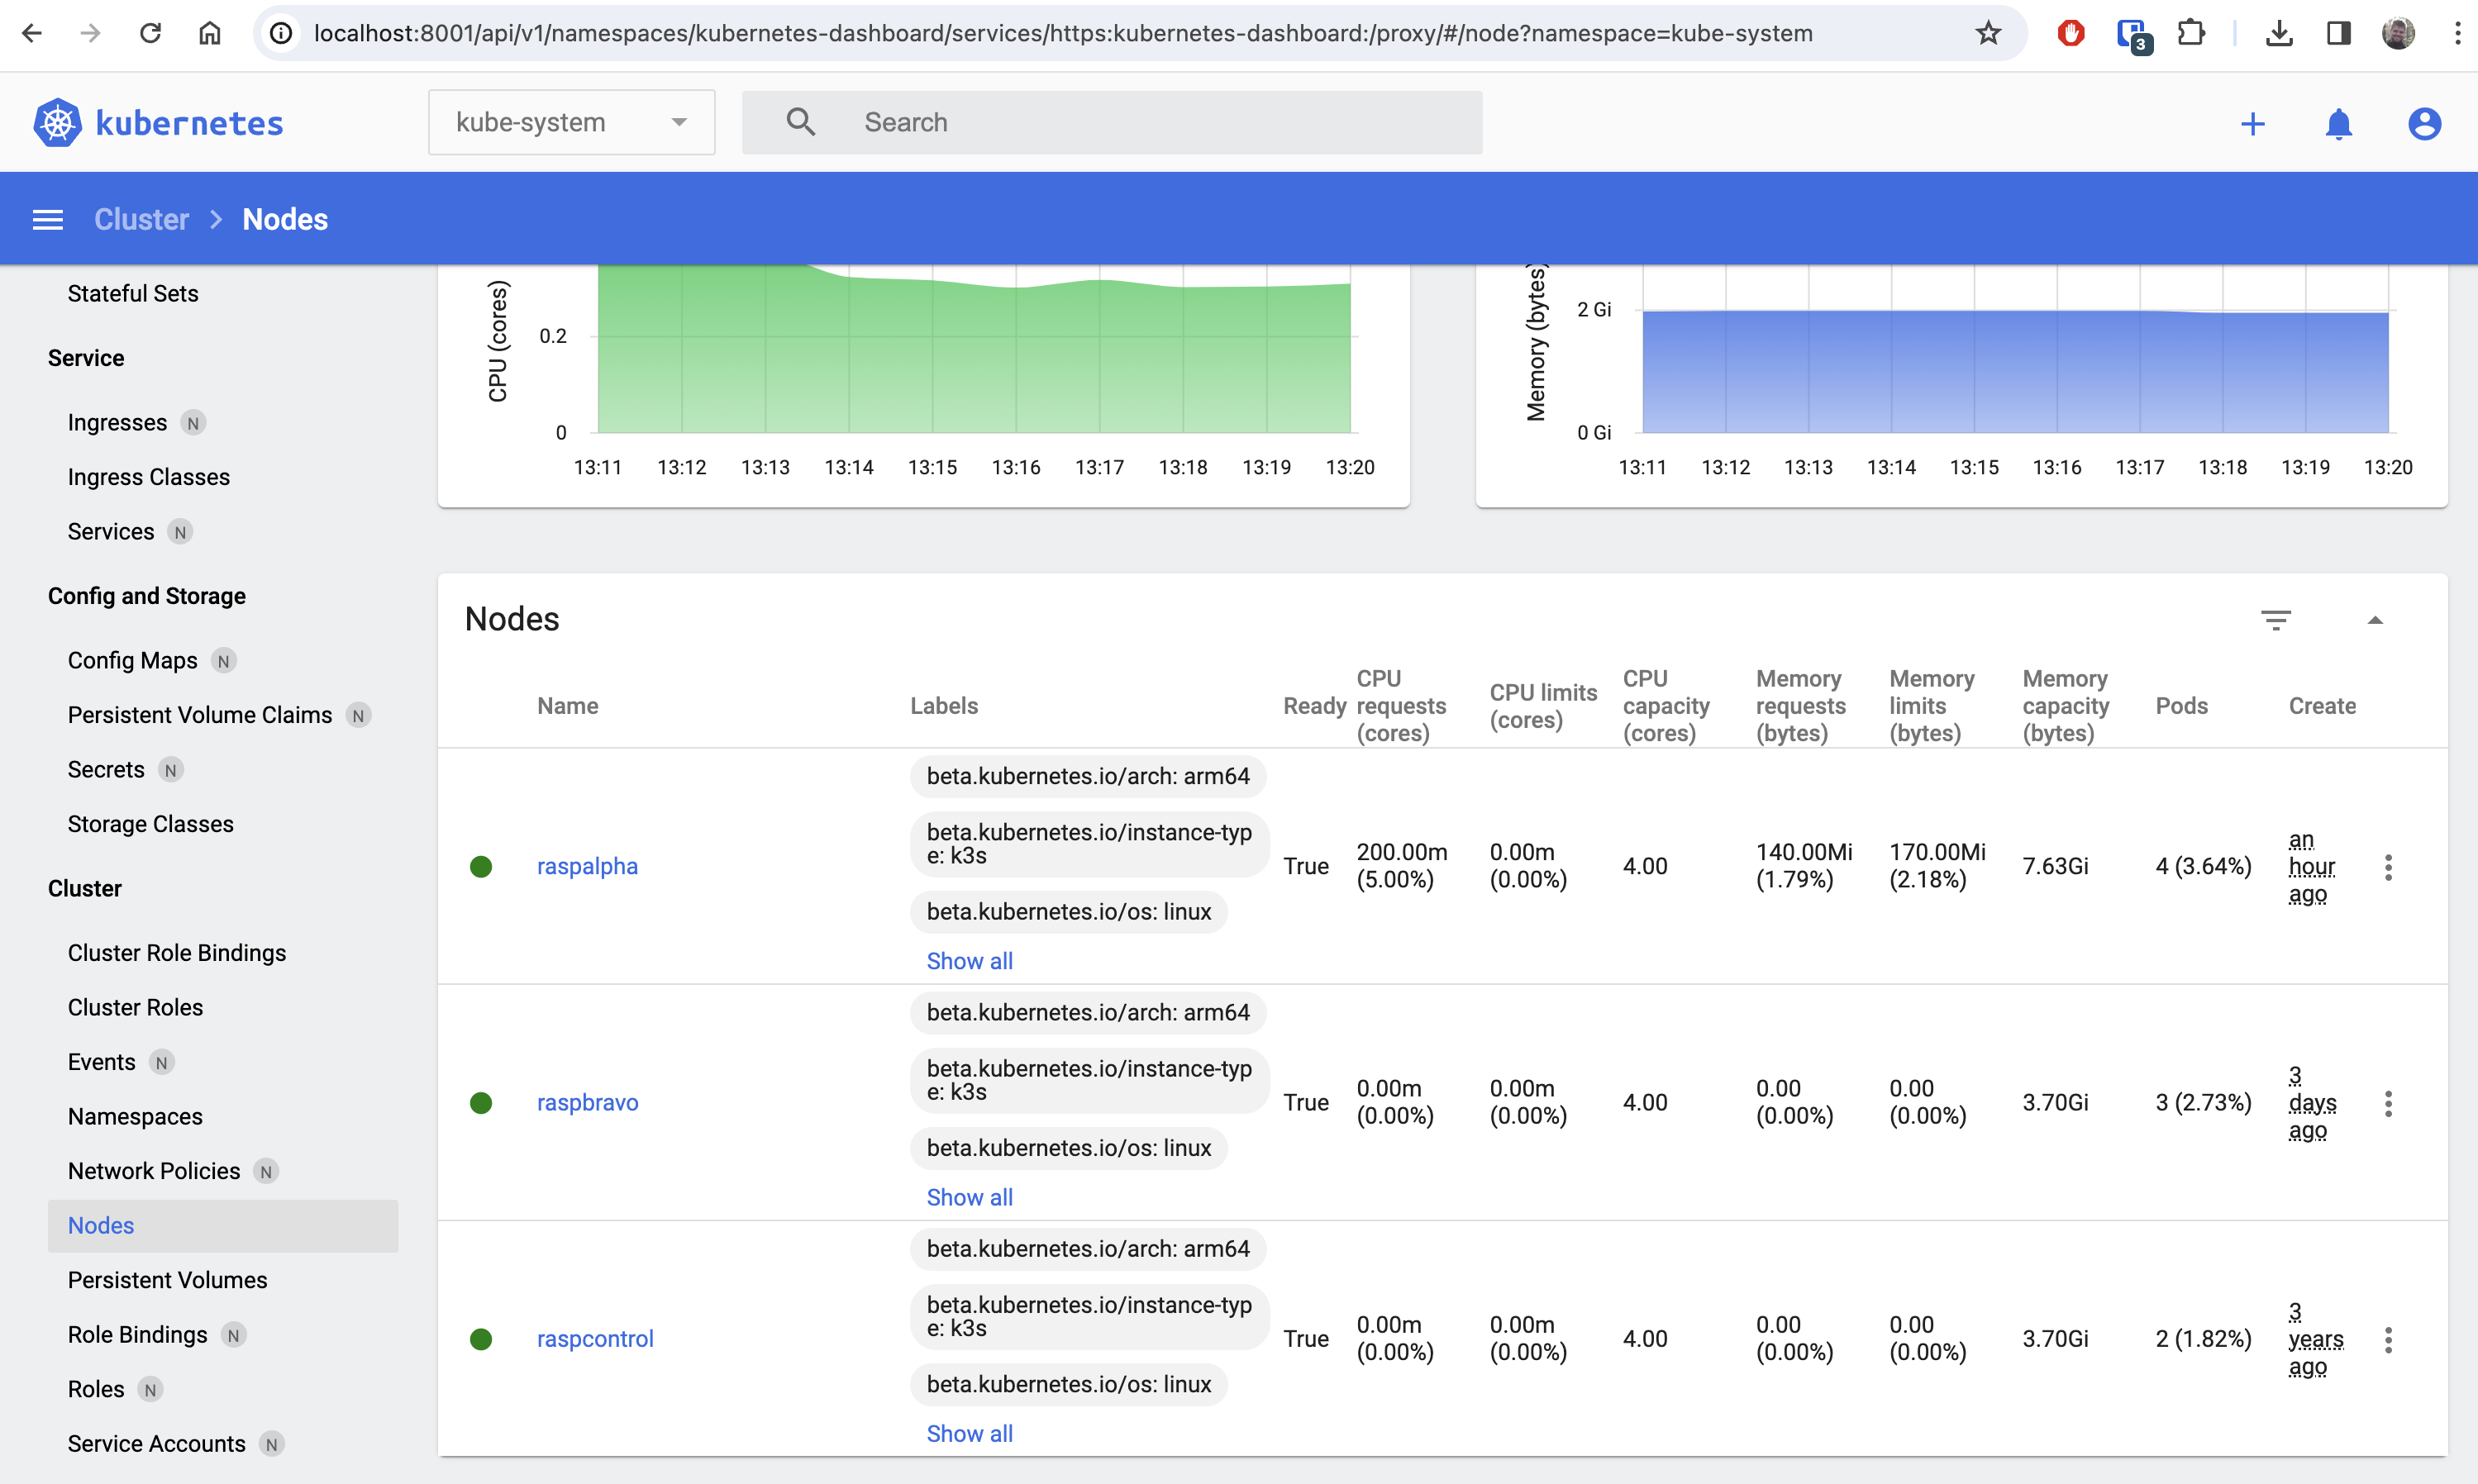 localhost:8001/api/v1/namespaces/kubernetes-dashboard/services/https:kubernetes-dashboard:/proxy/#/node?namespace=kube-system
3
kubernetes
kube-system
Search
Cluster
Nodes
Stateful Sets
Service
Ingresses N
Ingress Classes
Services N
Config and Storage
Config Maps N
Persistent Volume Claims N
Secrets N
Storage Classes
Cluster
Cluster Role Bindings
Cluster Roles
Events N
Namespaces
Network Policies N
Nodes
Persistent Volumes
Role Bindings N
Roles N
Service Accounts N
CPU (cores)
0.2
0
13:11 13:12 13:13 13:14 13:15 13:16 13:17 13:18 13:19 13:20
Memory (bytes)
2 Gi
0 Gi
13:11 13:12 13:13 13:14 13:15 13:16 13:17 13:18 13:19 13:20
Nodes
Name
Labels
Ready
CPU
requests
(cores)
CPU limits
(cores)
CPU
capacity
(cores)
Memory
requests
(bytes)
Memory
limits
(bytes)
Memory
capacity
(bytes)
Pods
Create
raspalpha
beta.kubernetes.io/arch: arm64
beta.kubernetes.io/instance-typ
e: k3s
beta.kubernetes.io/os: linux
Show all
True
200.00m
(5.00%)
0.00m
(0.00%)
4.00
140.00Mi
(1.79%)
170.00Mi
(2.18%)
7.63Gi
4 (3.64%)
an
hour
ago
raspbravo
beta.kubernetes.io/arch: arm64
beta.kubernetes.io/instance-typ
e: k3s
beta.kubernetes.io/os: linux
Show all
True
0.00m
(0.00%)
0.00m
(0.00%)
4.00
0.00
(0.00%)
0.00
(0.00%)
3.70Gi
3 (2.73%)
3
days
ago
raspcontrol
beta.kubernetes.io/arch: arm64
beta.kubernetes.io/instance-typ
e: k3s
beta.kubernetes.io/os: linux
Show all
True
0.00m
(0.00%)
0.00m
(0.00%)
4.00
0.00
(0.00%)
0.00
(0.00%)
3.70Gi
2 (1.82%)
3
years
ago